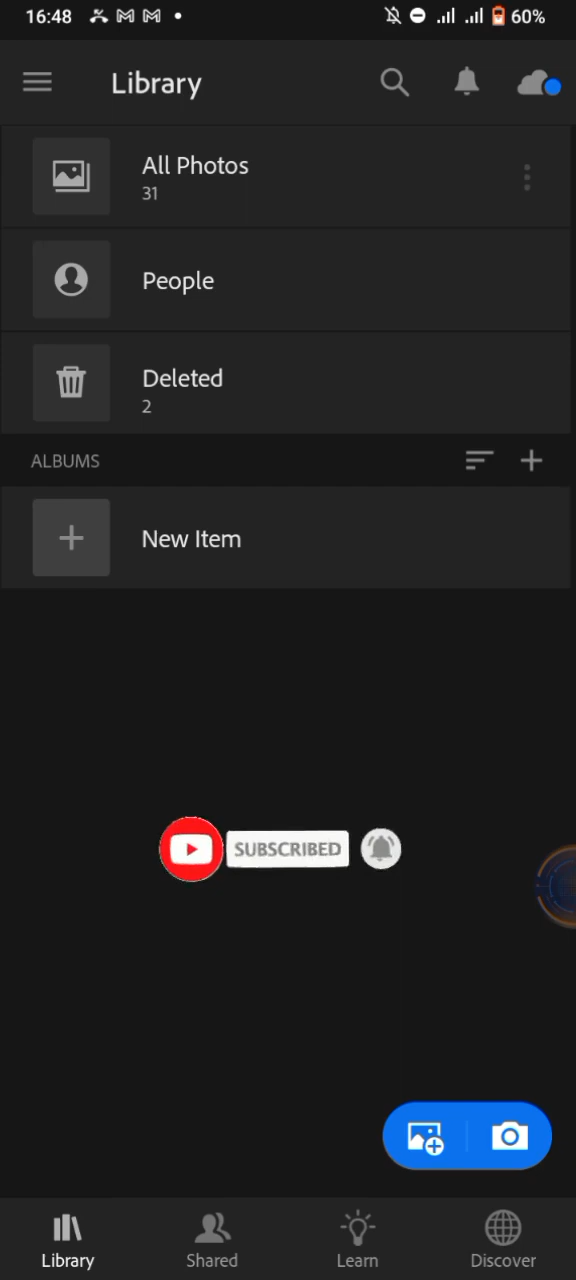 16:48
60%
Library
All Photos
31
People
Deleted
2
ALBUMS
New Item
SUBSCRIBED
Library
Shared
Learn
Discover